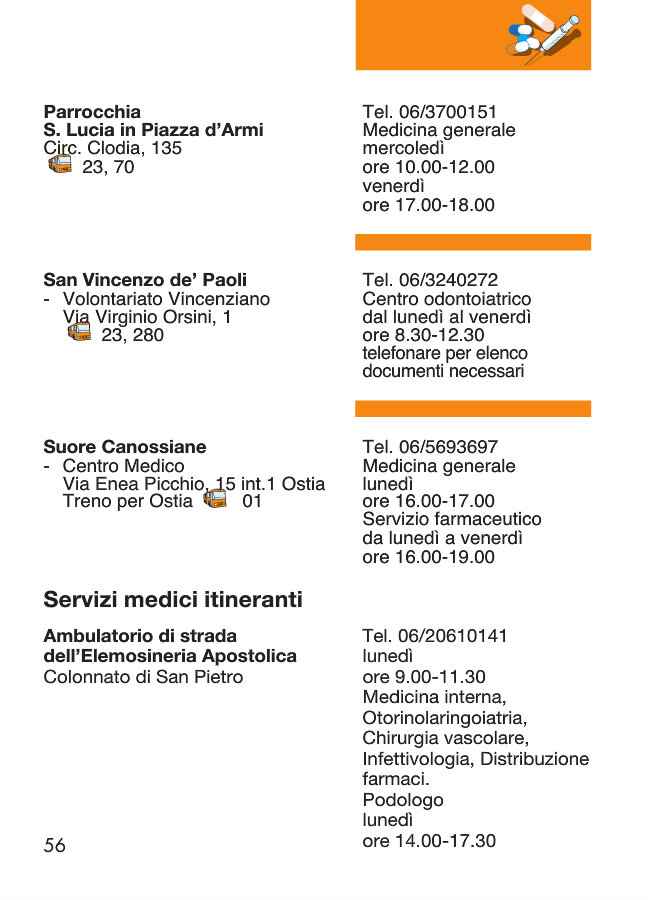 Parrocchia
S. Lucia in Piazza d’Armi
Circ. Clodia, 135
23, 70
Tel. 06/3700151
Medicina generale
mercoledì
ore 10.00-12.00
venerdì
ore 17.00-18.00
San Vincenzo de’ Paoli
- Volontariato Vincenziano
Via Virginio Orsini, 1
23, 280
Tel. 06/3240272
Centro odontoiatrico
dal lunedì al venerdì
ore 8.30-12.30
telefonare per elenco
documenti necessari
Suore Canossiane
- Centro Medico
Via Enea Picchio, 15 int.1 Ostia
Treno per Ostia 01
Tel. 06/5693697
Medicina generale
lunedì
ore 16.00-17.00
Servizio farmaceutico
da lunedì a venerdì
ore 16.00-19.00
Servizi medici itineranti
Ambulatorio di strada
dell’Elemosineria Apostolica
Colonnato di San Pietro
Tel. 06/20610141
lunedì
ore 9.00-11.30
Medicina interna,
Otorinolaringoiatria,
Chirurgia vascolare,
Infettivologia, Distribuzione
farmaci.
Podologo
lunedì
ore 14.00-17.30
56